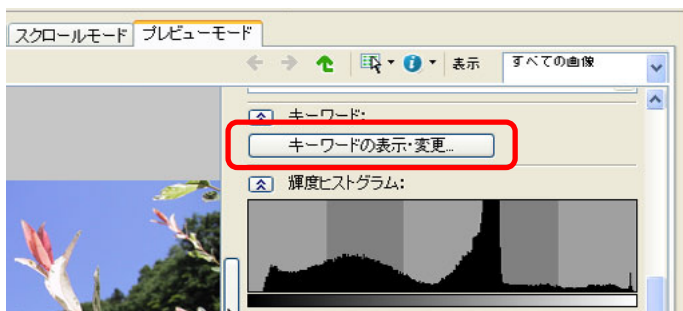 スクロールモード プレビューモード
表示 すべての画像
キーワード:
キーワードの表示・変更...
輝度ヒストグラム: